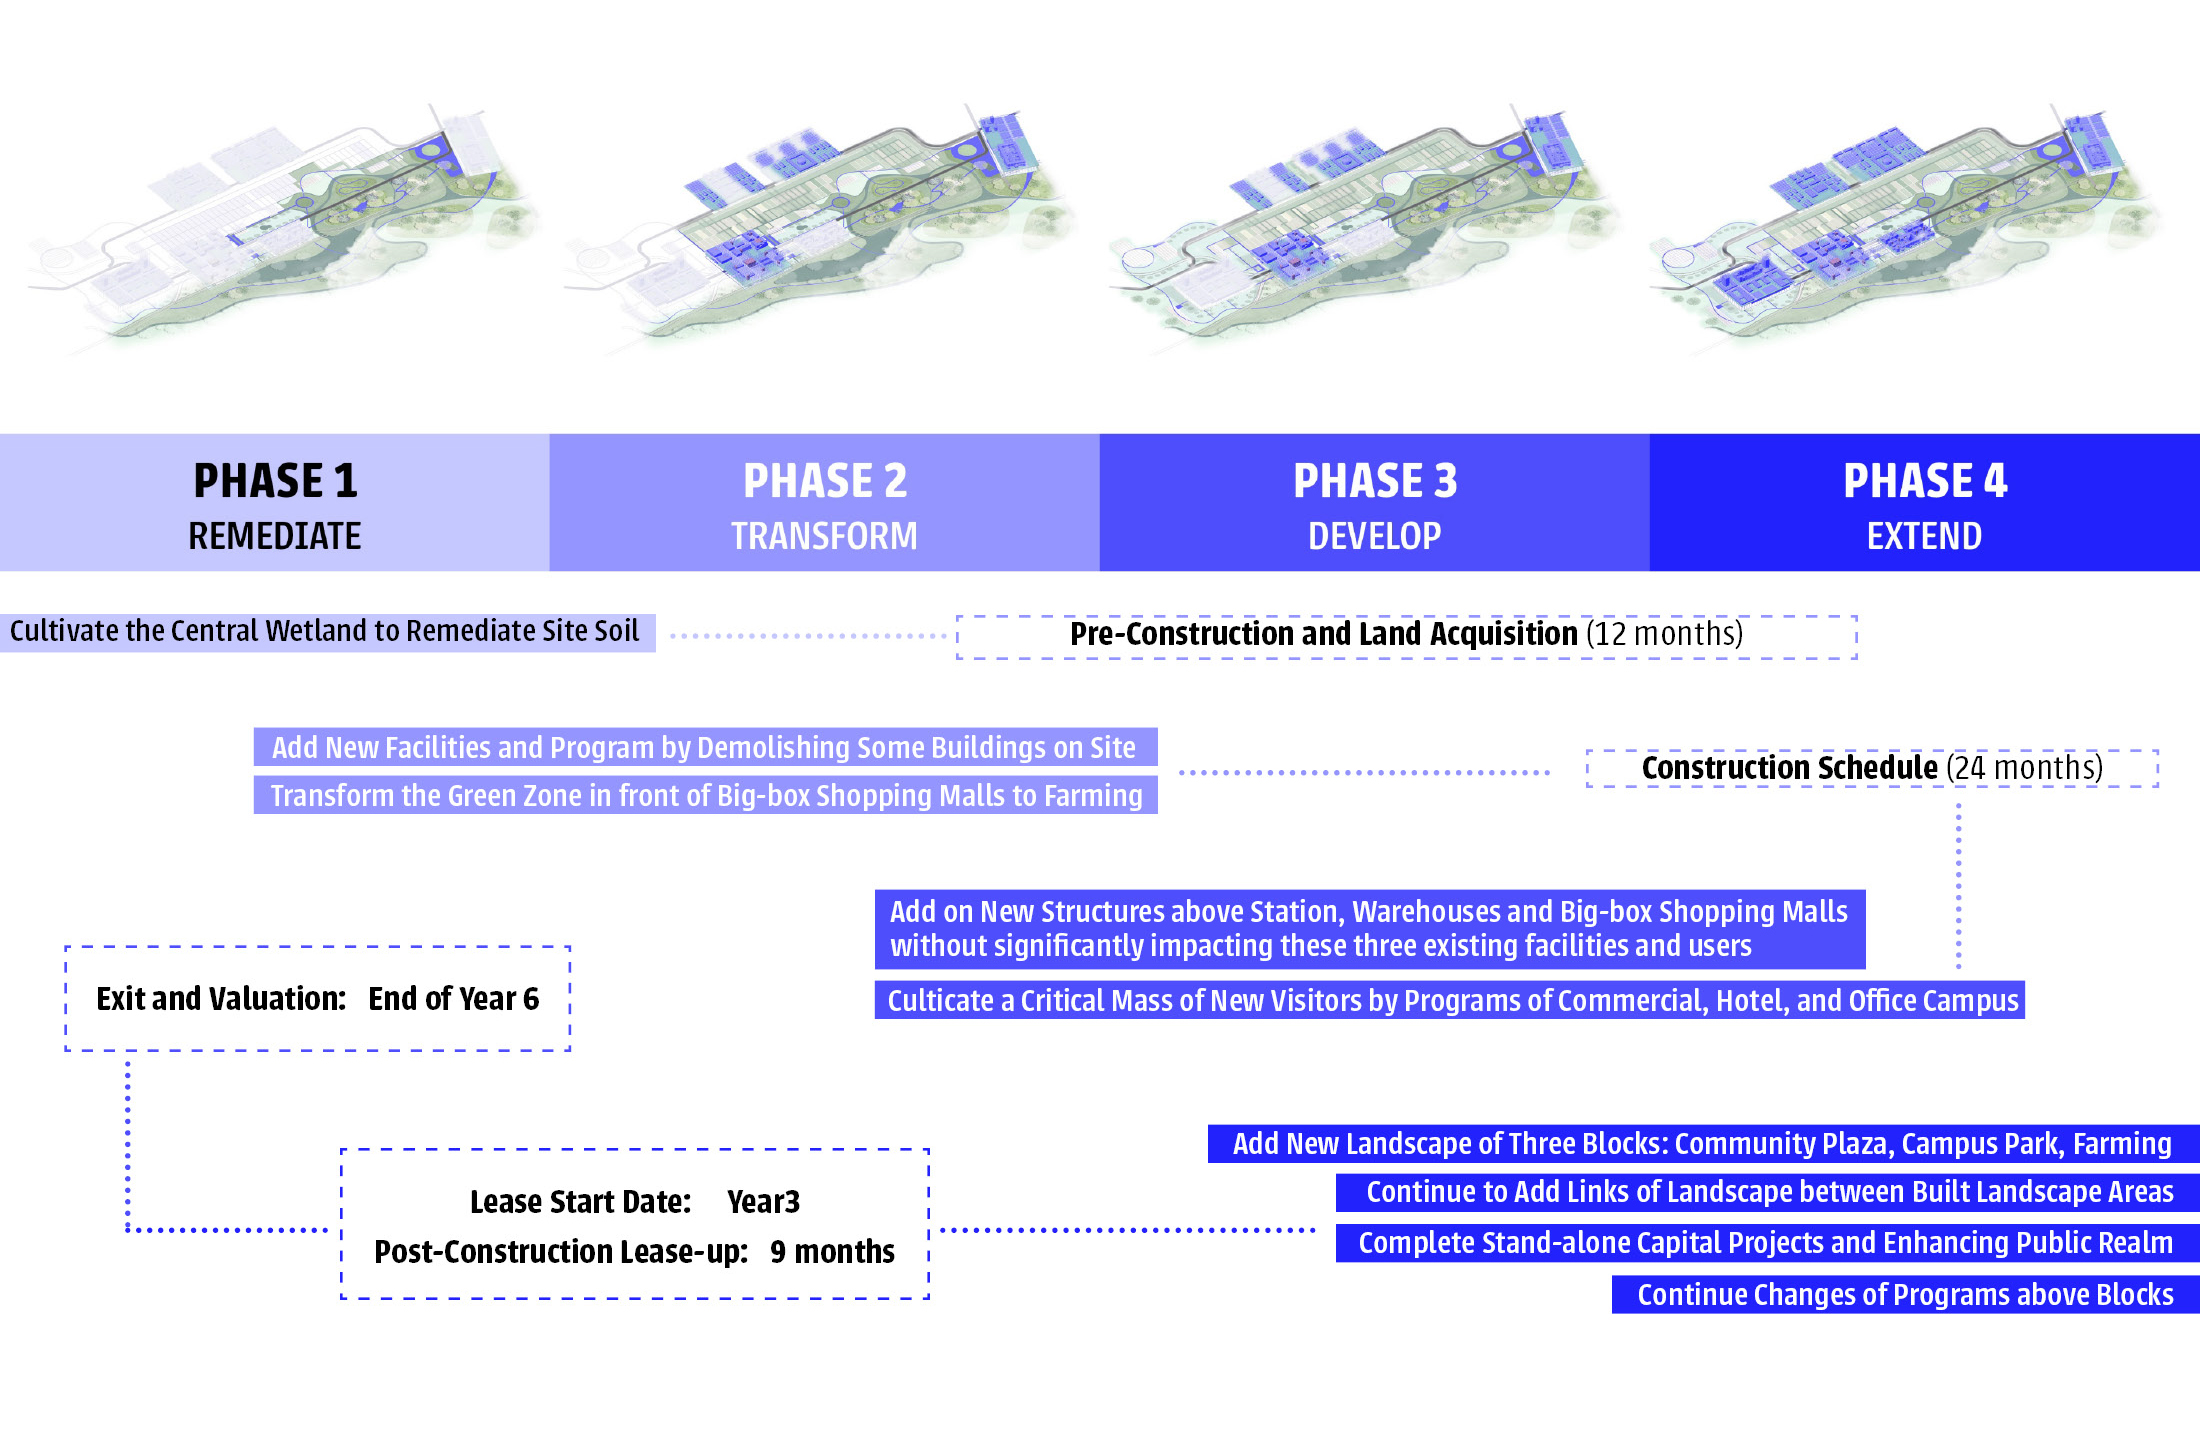 PHASE 1
REMEDIATE
PHASE 2
TRANSFORM
PHASE 3
DEVELOP
PHASE 4
EXTEND
Cultivate the Central Wetland to Remediate Site Soil
Pre-Construction and Land Acquisition (12 months)
Add New Facilities and Program by Demolishing Some Buildings on Site
Transform the Green Zone in front of Big-box Shopping Malls to Farming
Construction Schedule (24 months)
Add on New Structures above Station, Warehouses and Big-box Shopping Malls
without significantly impacting these three existing facilities and users
Culticate a Critical Mass of New Visitors by Programs of Commercial, Hotel, and Office Campus
Exit and Valuation: End of Year 6
Lease Start Date: Year3
Post-Construction Lease-up: 9 months
Add New Landscape of Three Blocks: Community Plaza, Campus Park, Farming
Continue to Add Links of Landscape between Built Landscape Areas
Complete Stand-alone Capital Projects and Enhancing Public Realm
Continue Changes of Programs above Blocks